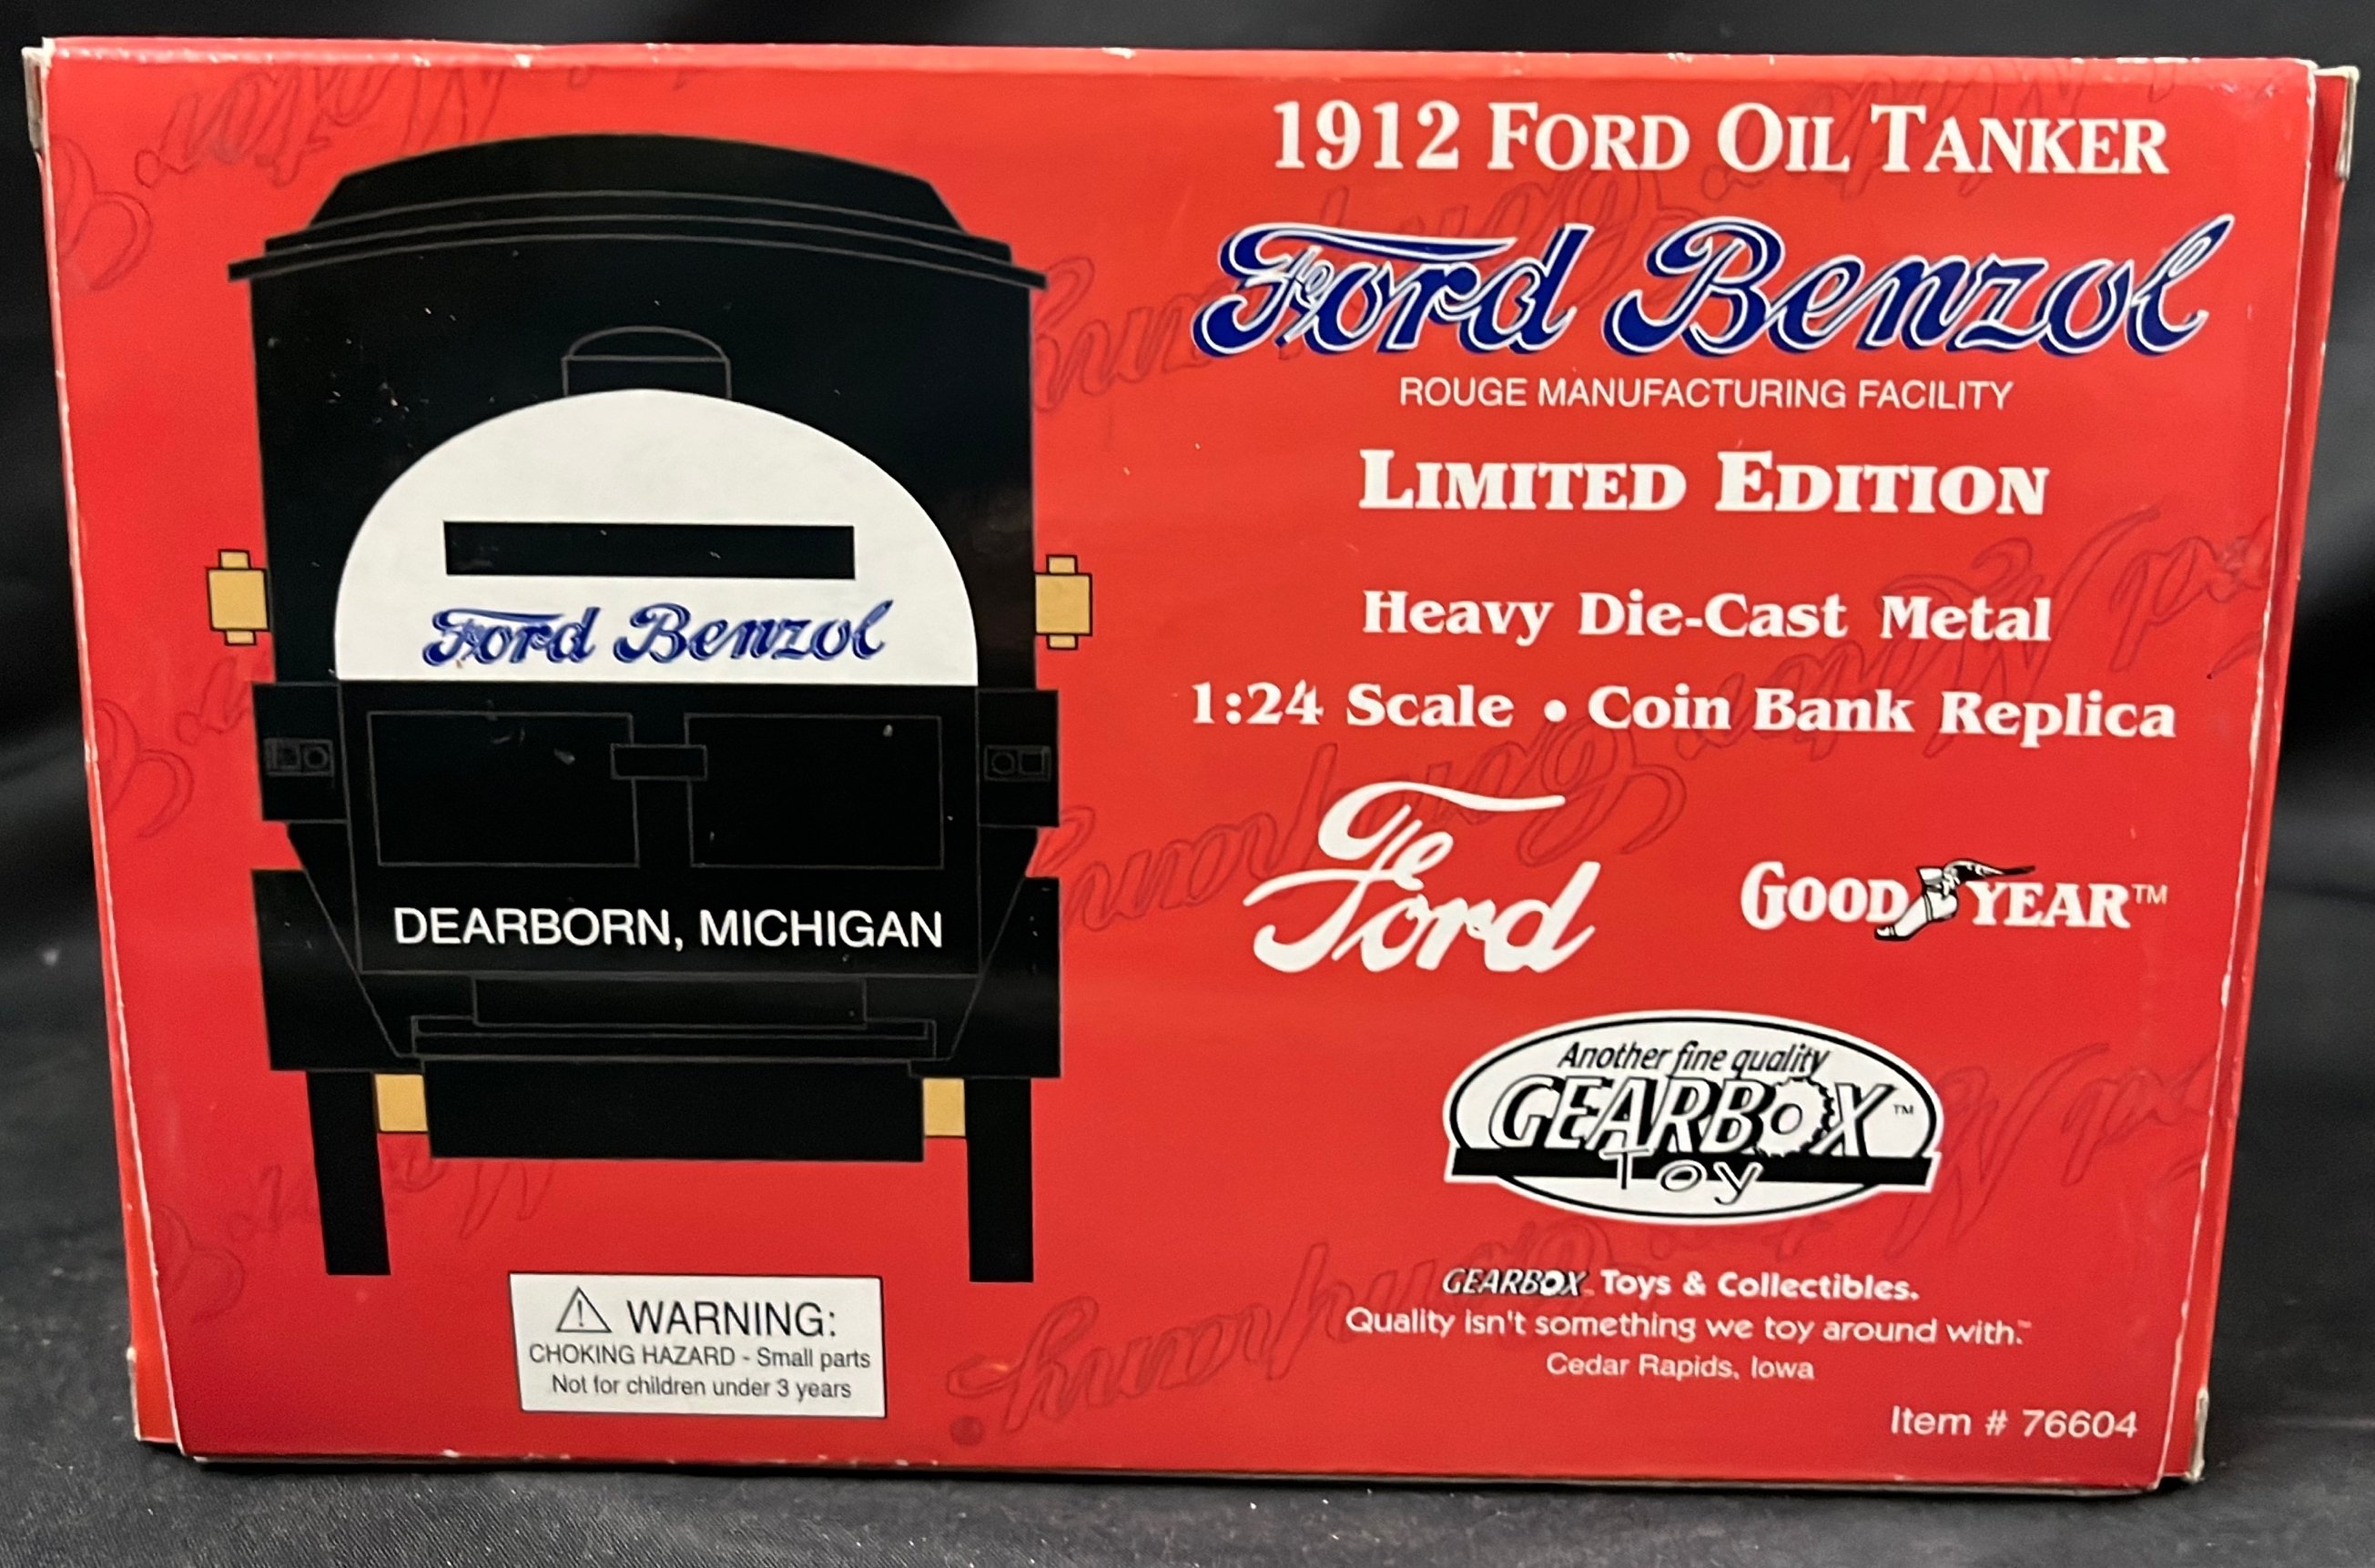 1912 FORD OIL TANKER
Ford Benzol
ROUGE MANUFACTURING FACILITY
LIMITED EDITION
Heavy Die-Cast Metal
1:24 Scale • Coin Bank Replica
Ford
GOODYEAR™
Another fine quality
GEARBOX™
Toy
GEARBOX Toys & Collectibles.
Quality isn't something we toy around with.™
Cedar Rapids, Iowa
Item # 76604
Ford Benzol
DEARBORN, MICHIGAN
WARNING:
CHOKING HAZARD - Small parts
Not for children under 3 years